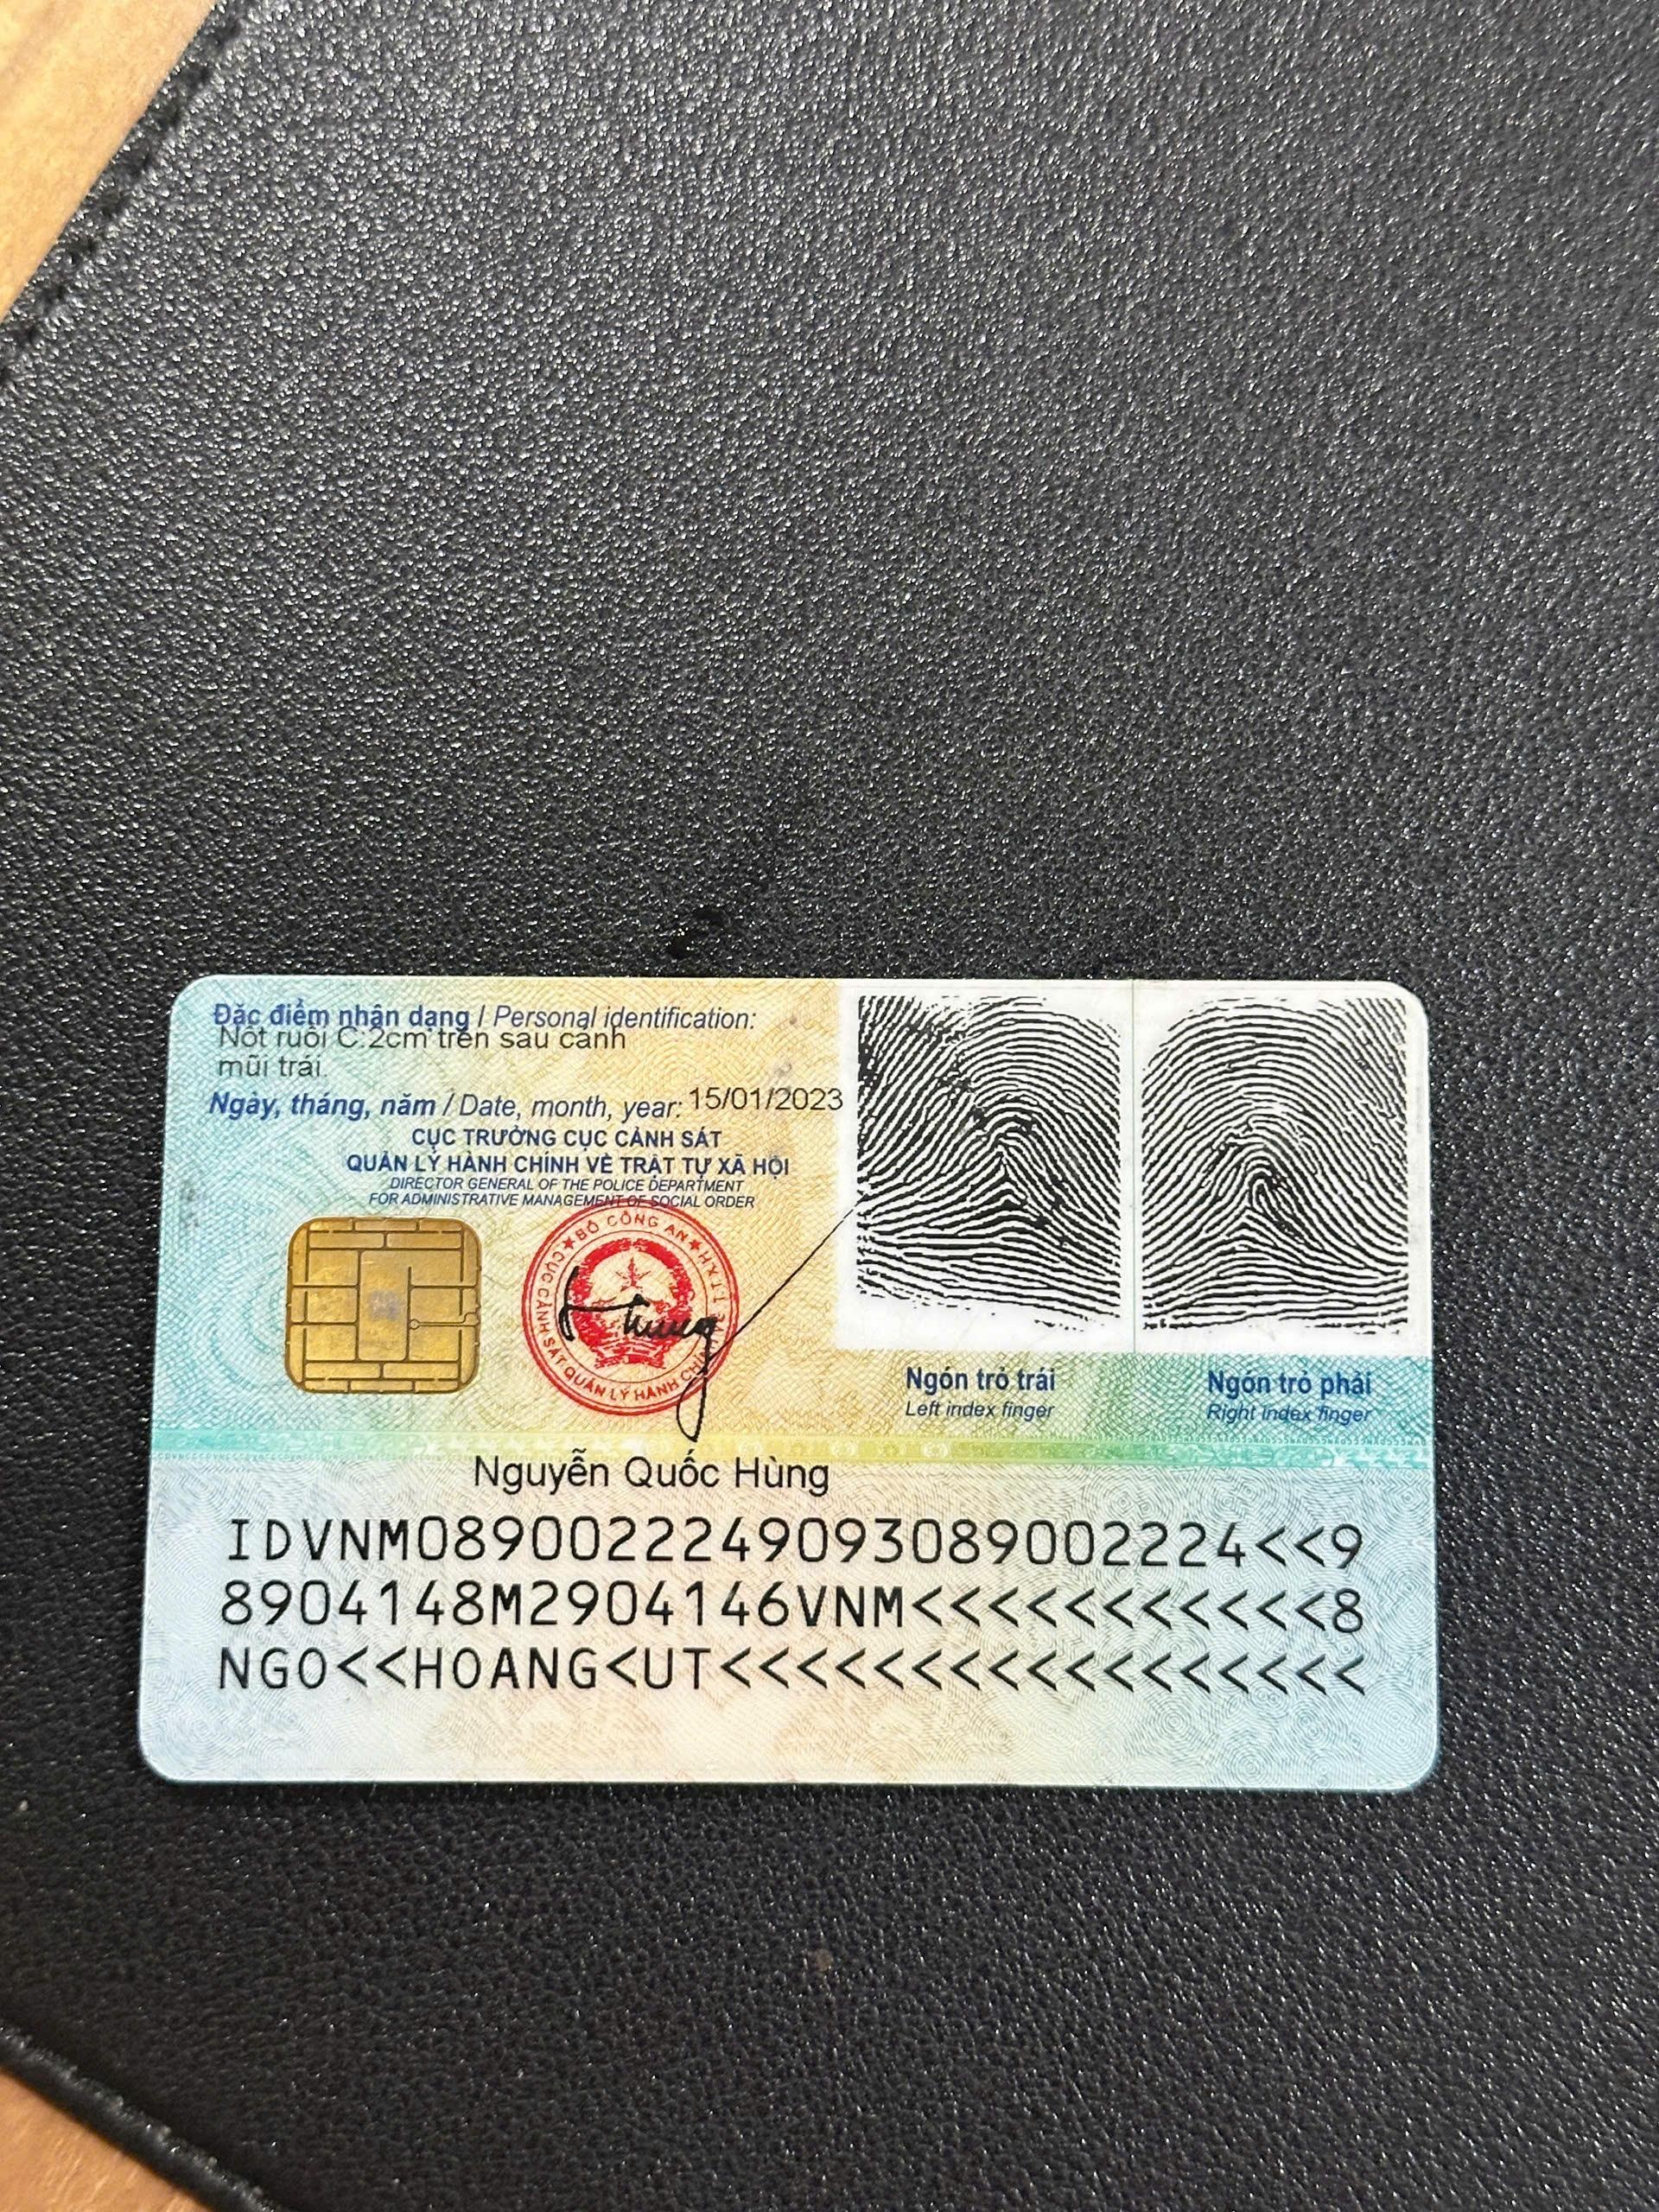 Đặc điểm nhận dạng / Personal identification:
Nốt ruồi C:2cm trên sau cánh
mũi trái.
Ngày, tháng, năm / Date, month, year: 15/01/2023
CỤC TRƯỞNG CỤC CẢNH SÁT
QUẢN LÝ HÀNH CHÍNH VỀ TRẬT TỰ XÃ HỘI
DIRECTOR GENERAL OF THE POLICE DEPARTMENT
FOR ADMINISTRATIVE MANAGEMENT OF SOCIAL ORDER
BỘ CÔNG AN
CỤC CẢNH SÁT QUẢN LÝ HÀNH CHÍNH
Ngón trỏ trái
Left index finger
Ngón trỏ phải
Right index finger
Nguyễn Quốc Hùng
IDVNM0890022249093089002224<<9
8904148M2904146VNM<<<<<<<<<<<8
NGO<<HOANG<UT<<<<<<<<<<<<<<<<<